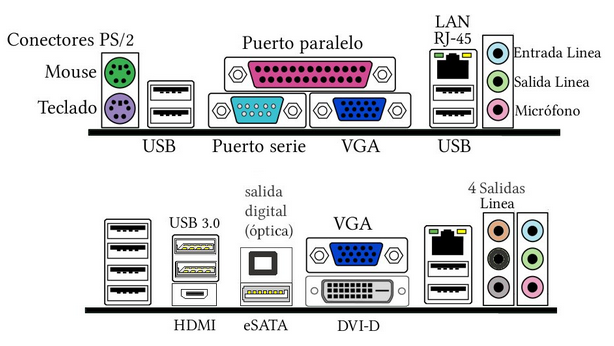 LAN
RJ-45
Conectores PS/2
Puerto paralelo
Mouse
Entrada Linea
Salida Linea
Teclado
Micrófono
USB
Puerto serie
VGA
USB
salida
digital
(óptica)
4 Salidas
Linea
USB 3.0
VGA
HDMI
eSATA
DVI-D